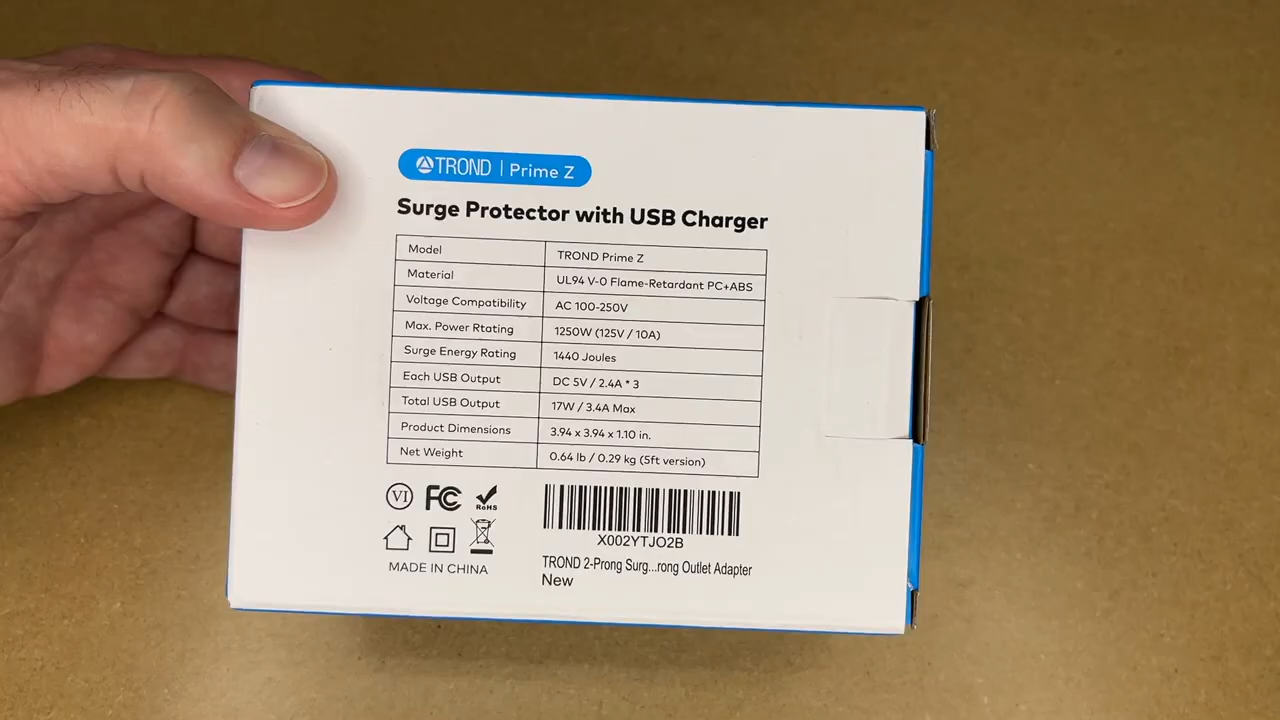 TROND | Prime Z
Surge Protector with USB Charger
Model TROND Prime Z
Material UL94 V-0 Flame-Retardant PC+ABS
Voltage Compatibility AC 100-250V
Max. Power Rtating 1250W (125V / 10A)
Surge Energy Rating 1440 Joules
Each USB Output DC 5V / 2.4A * 3
Total USB Output 17W / 3.4A Max
Product Dimensions 3.94 x 3.94 x 1.10 in.
Net Weight 0.64 lb / 0.29 kg (5ft version)
VI FC RoHS
X002YTJO2B
MADE IN CHINA
TROND 2-Prong Surg...rong Outlet Adapter
New